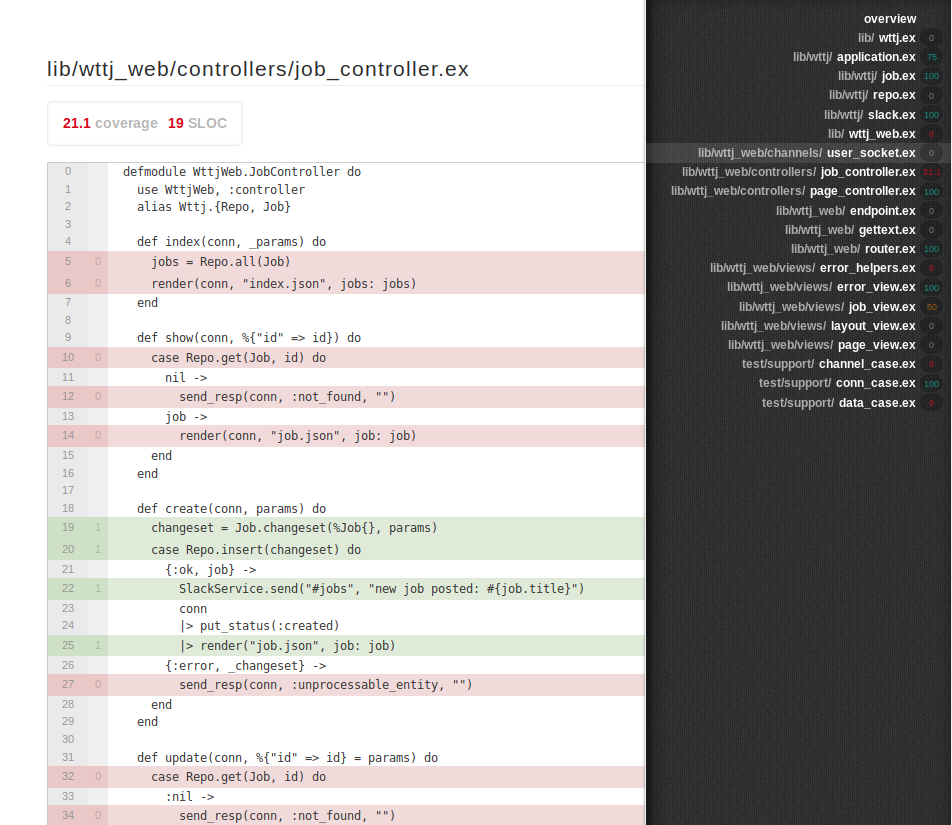 lib/wttj_web/controllers/job_controller.ex
21.1 coverage 19 SLOC
0 defmodule WttjWeb.JobController do
1 use WttjWeb, :controller
2 alias Wttj.{Repo, Job}
3
4 def index(conn, _params) do
5 0 jobs = Repo.all(Job)
6 0 render(conn, "index.json", jobs: jobs)
7 end
8
9 def show(conn, %{"id" => id}) do
10 0 case Repo.get(Job, id) do
11 nil ->
12 0 send_resp(conn, :not_found, "")
13 job ->
14 0 render(conn, "job.json", job: job)
15 end
16 end
17
18 def create(conn, params) do
19 1 changeset = Job.changeset(%Job{}, params)
20 1 case Repo.insert(changeset) do
21 {:ok, job} ->
22 1 SlackService.send("#jobs", "new job posted: #{job.title}")
23 conn
24 |> put_status(:created)
25 1 |> render("job.json", job: job)
26 {:error, _changeset} ->
27 0 send_resp(conn, :unprocessable_entity, "")
28 end
29 end
30
31 def update(conn, %{"id" => id} = params) do
32 0 case Repo.get(Job, id) do
33 :nil ->
34 0 send_resp(conn, :not_found, "")
overview
lib/ wttj.ex 0
lib/wttj/ application.ex 75
lib/wttj/ job.ex 100
lib/wttj/ repo.ex 0
lib/wttj/ slack.ex 100
lib/ wttj_web.ex 0
lib/wttj_web/channels/ user_socket.ex 0
lib/wttj_web/controllers/ job_controller.ex 21.1
lib/wttj_web/controllers/ page_controller.ex 100
lib/wttj_web/ endpoint.ex 0
lib/wttj_web/ gettext.ex 0
lib/wttj_web/ router.ex 100
lib/wttj_web/views/ error_helpers.ex 0
lib/wttj_web/views/ error_view.ex 100
lib/wttj_web/views/ job_view.ex 50
lib/wttj_web/views/ layout_view.ex 0
lib/wttj_web/views/ page_view.ex 0
test/support/ channel_case.ex 0
test/support/ conn_case.ex 100
test/support/ data_case.ex 0